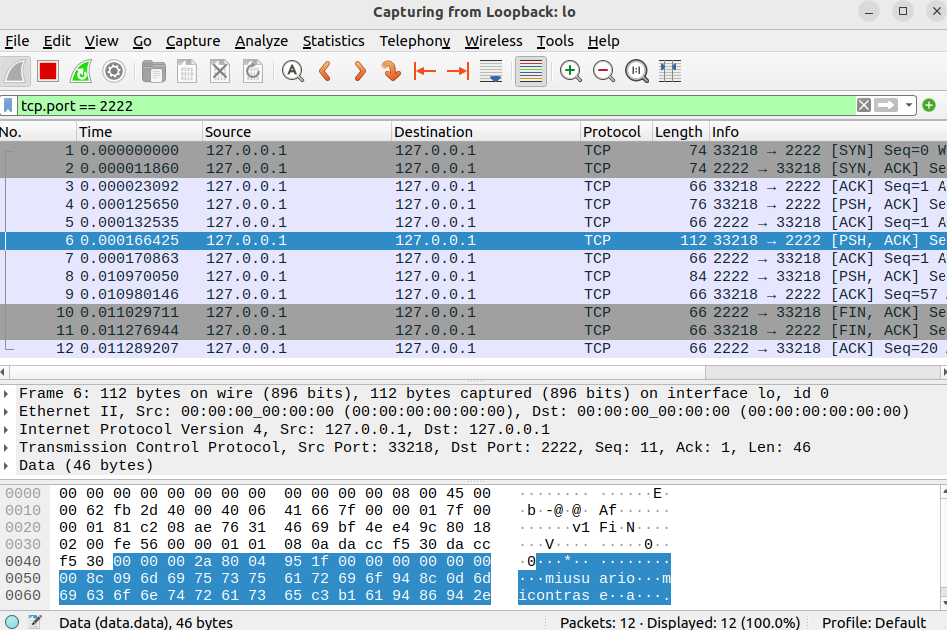 Capturing from Loopback: lo
File Edit View Go Capture Analyze Statistics Telephony Wireless Tools Help
tcp.port == 2222
No. Time Source Destination Protocol Length Info
1 0.000000000 127.0.0.1 127.0.0.1 TCP 74 33218 → 2222 [SYN] Seq=0 W
2 0.000011860 127.0.0.1 127.0.0.1 TCP 74 2222 → 33218 [SYN, ACK] Se
3 0.000023092 127.0.0.1 127.0.0.1 TCP 66 33218 → 2222 [ACK] Seq=1 A
4 0.000125650 127.0.0.1 127.0.0.1 TCP 76 33218 → 2222 [PSH, ACK] Se
5 0.000132535 127.0.0.1 127.0.0.1 TCP 66 2222 → 33218 [ACK] Seq=1 A
6 0.000166425 127.0.0.1 127.0.0.1 TCP 112 33218 → 2222 [PSH, ACK] Se
7 0.000170863 127.0.0.1 127.0.0.1 TCP 66 2222 → 33218 [ACK] Seq=1 A
8 0.010970050 127.0.0.1 127.0.0.1 TCP 84 2222 → 33218 [PSH, ACK] Se
9 0.010980146 127.0.0.1 127.0.0.1 TCP 66 33218 → 2222 [ACK] Seq=57
10 0.011029711 127.0.0.1 127.0.0.1 TCP 66 2222 → 33218 [FIN, ACK] Se
11 0.011276944 127.0.0.1 127.0.0.1 TCP 66 33218 → 2222 [FIN, ACK] Se
12 0.011289207 127.0.0.1 127.0.0.1 TCP 66 2222 → 33218 [ACK] Seq=20
Frame 6: 112 bytes on wire (896 bits), 112 bytes captured (896 bits) on interface lo, id 0
Ethernet II, Src: 00:00:00_00:00:00 (00:00:00:00:00:00), Dst: 00:00:00_00:00:00 (00:00:00:00:00:00)
Internet Protocol Version 4, Src: 127.0.0.1, Dst: 127.0.0.1
Transmission Control Protocol, Src Port: 33218, Dst Port: 2222, Seq: 11, Ack: 1, Len: 46
Data (46 bytes)
0000 00 00 00 00 00 00 00 00 00 00 00 00 08 00 45 00 ········ ······E·
0010 00 62 fb 2d 40 00 40 06 41 66 7f 00 00 01 7f 00 ·b·-@·@· Af······
0020 00 01 81 c2 08 ae 76 31 46 69 bf 4e e4 9c 80 18 ······v1 Fi·N····
0030 02 00 fe 56 00 00 01 01 08 0a da cc f5 30 da cc ···V···· ·····0··
0040 f5 30 00 00 00 2a 80 04 95 1f 00 00 00 00 00 00 ·0···*·· ········
0050 00 8c 09 6d 69 75 73 75 61 72 69 6f 94 8c 0d 6d ···miusu ario···m
0060 69 63 6f 6e 74 72 61 73 65 c3 b1 61 94 86 94 2e icontras e··a···.
Data (data.data), 46 bytes Packets: 12 · Displayed: 12 (100.0%) Profile: Default